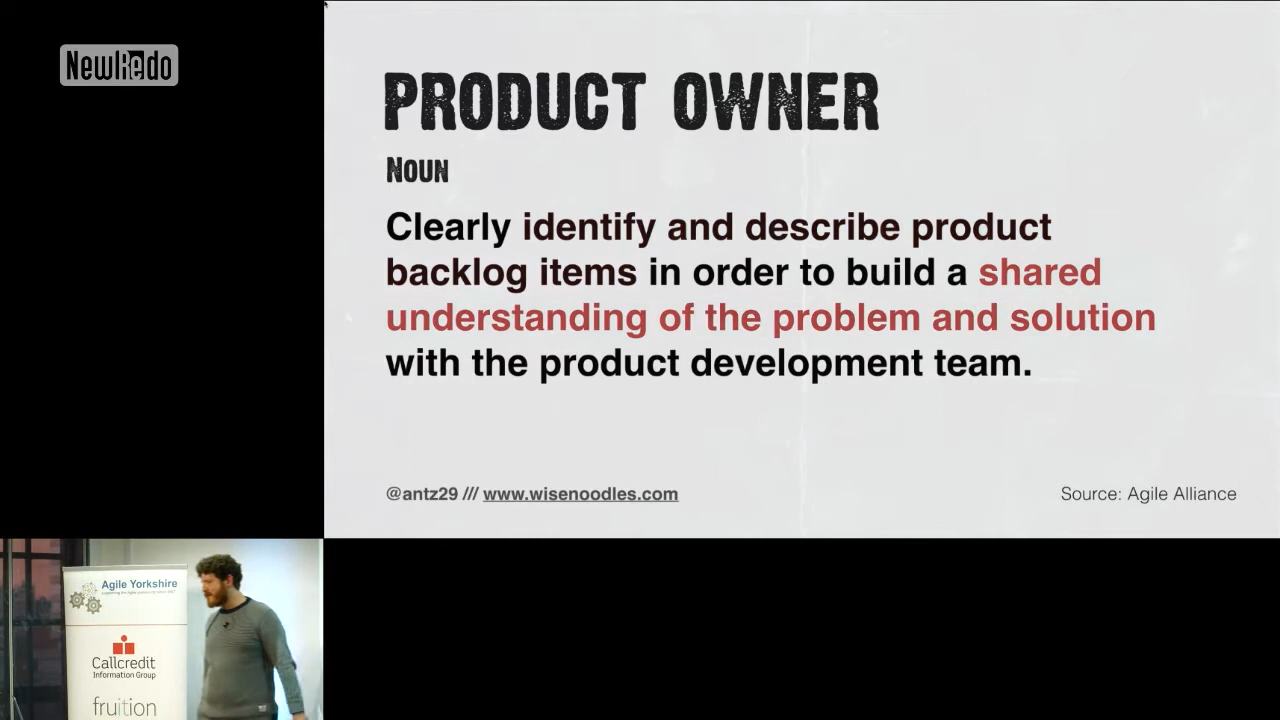 NewRedo
PRODUCT OWNER
NOUN
Clearly identify and describe product
backlog items in order to build a shared
understanding of the problem and solution
with the product development team.
@antz29 /// www.wisenoodles.com
Source: Agile Alliance
Agile Yorkshire
Callcredit
Information Group
fruition